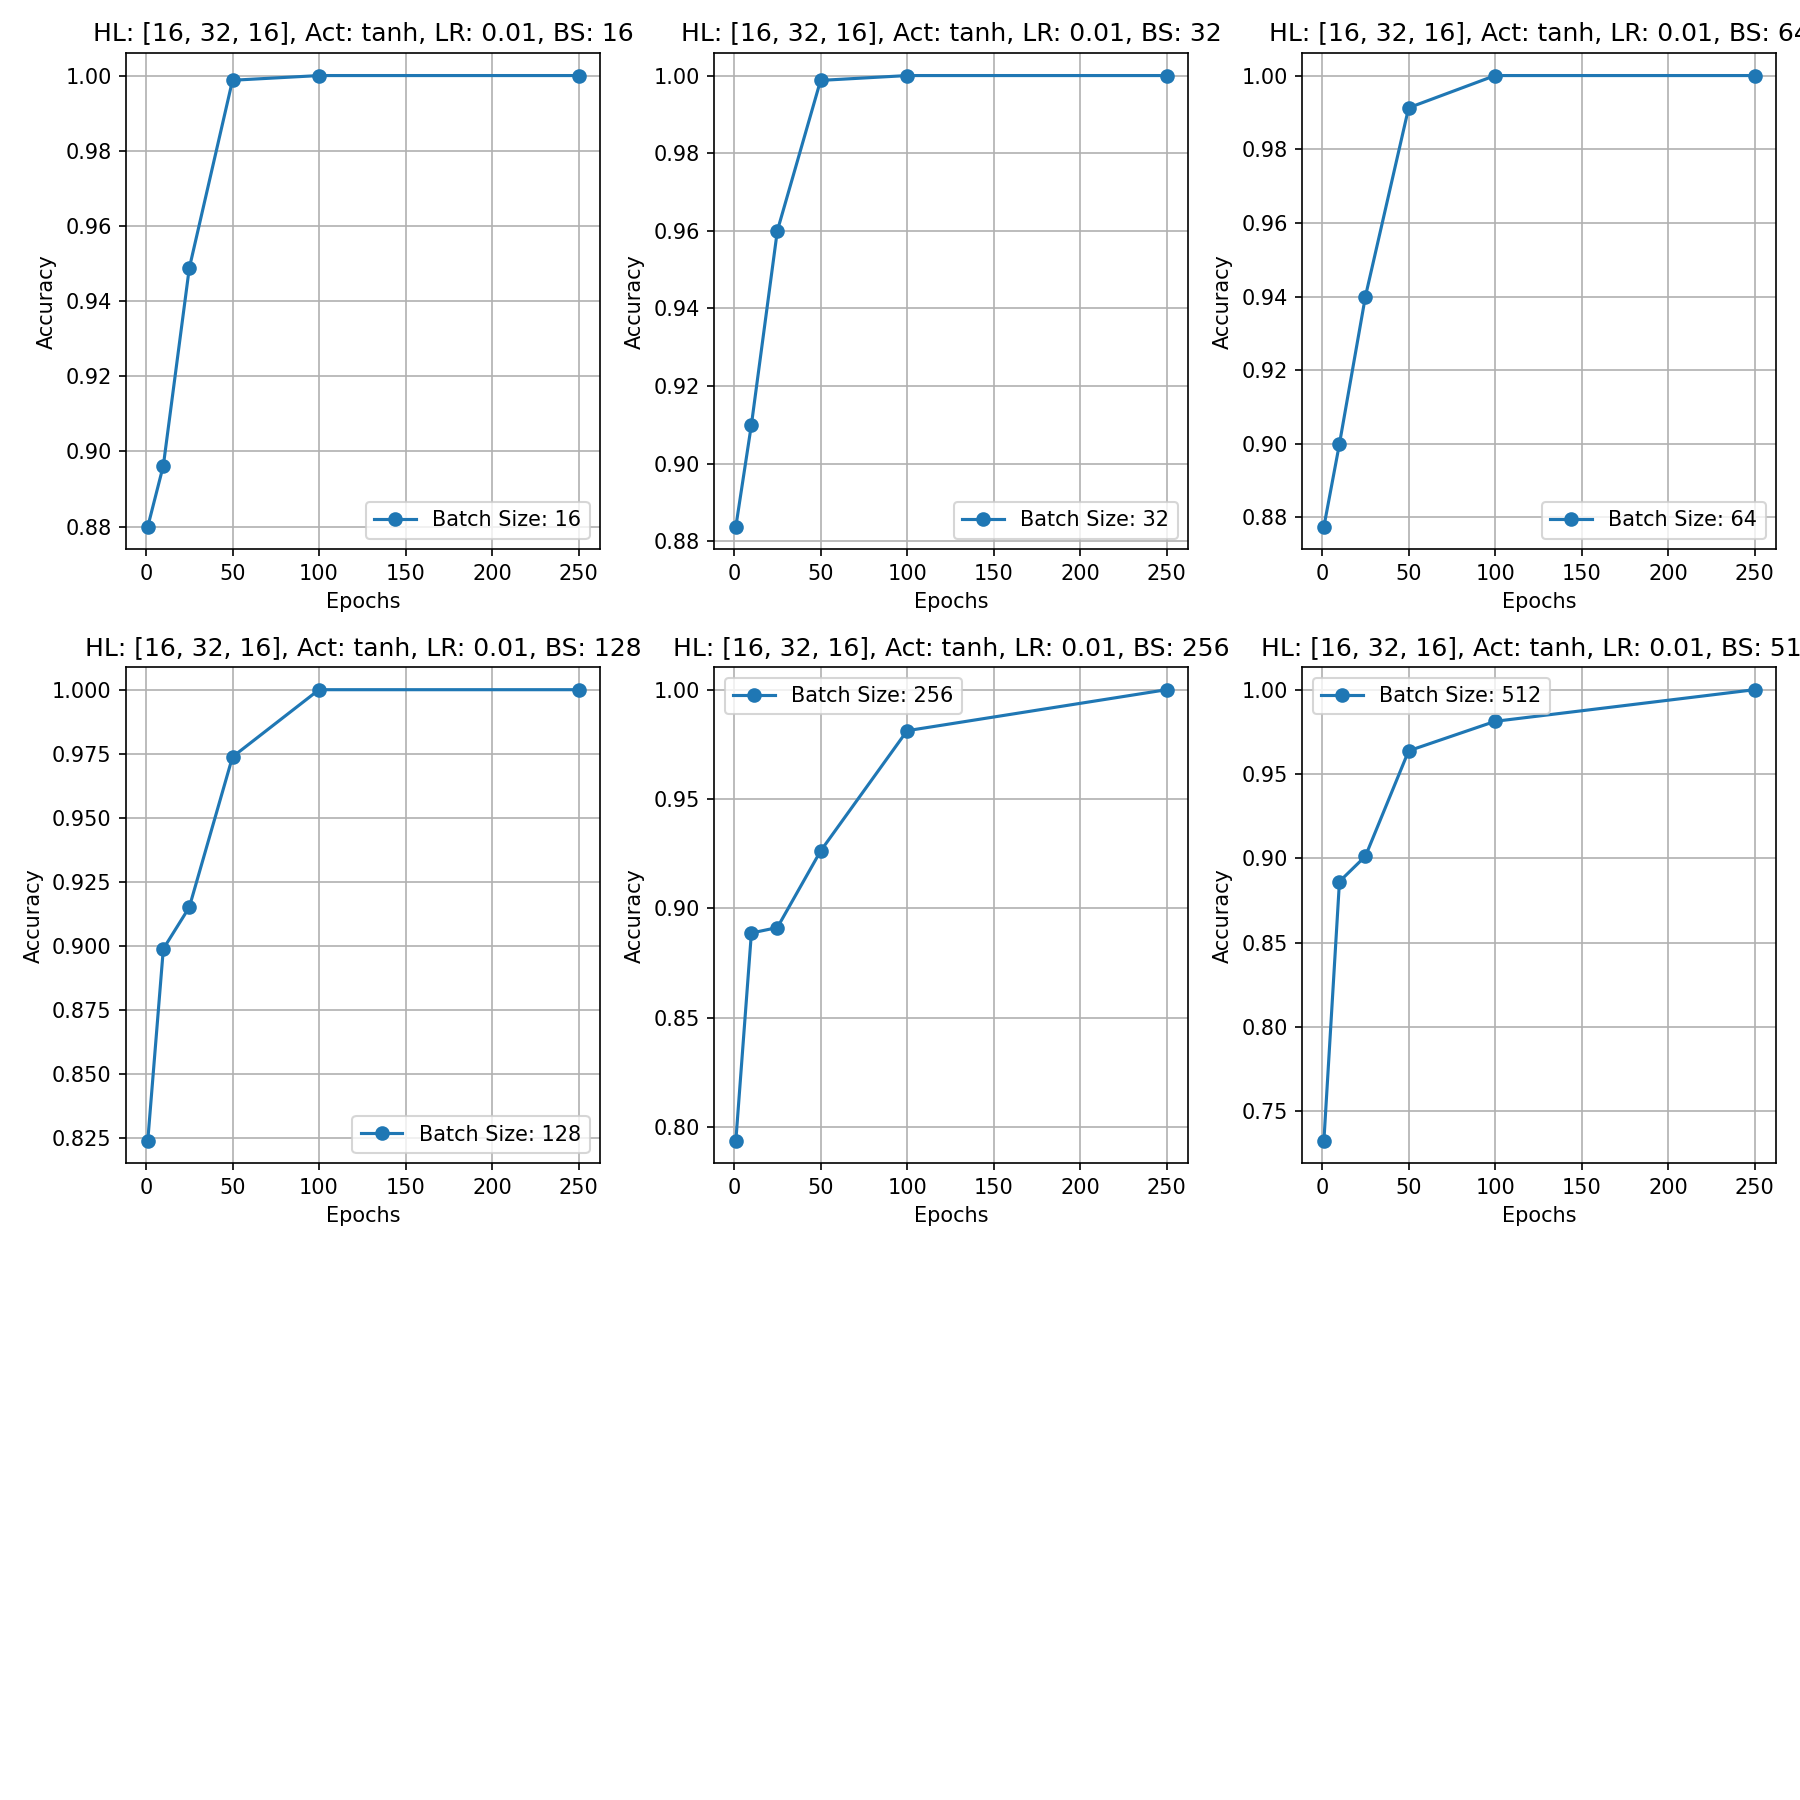 HL: [16, 32, 16], Act: tanh, LR: 0.01, BS: 16
1.00
0.98
0.96
0.94
0.92
0.90
0.88
Accuracy
Batch Size: 16
0 50 100 150 200 250
Epochs
HL: [16, 32, 16], Act: tanh, LR: 0.01, BS: 32
1.00
0.98
0.96
0.94
0.92
0.90
0.88
Accuracy
Batch Size: 32
0 50 100 150 200 250
Epochs
HL: [16, 32, 16], Act: tanh, LR: 0.01, BS: 64
1.00
0.98
0.96
0.94
0.92
0.90
0.88
Accuracy
Batch Size: 64
0 50 100 150 200 250
Epochs
HL: [16, 32, 16], Act: tanh, LR: 0.01, BS: 128
1.000
0.975
0.950
0.925
0.900
0.875
0.850
0.825
Accuracy
Batch Size: 128
0 50 100 150 200 250
Epochs
HL: [16, 32, 16], Act: tanh, LR: 0.01, BS: 256
Batch Size: 256
1.00
0.95
0.90
0.85
0.80
Accuracy
0 50 100 150 200 250
Epochs
HL: [16, 32, 16], Act: tanh, LR: 0.01, BS: 51
Batch Size: 512
1.00
0.95
0.90
0.85
0.80
0.75
Accuracy
0 50 100 150 200 250
Epochs